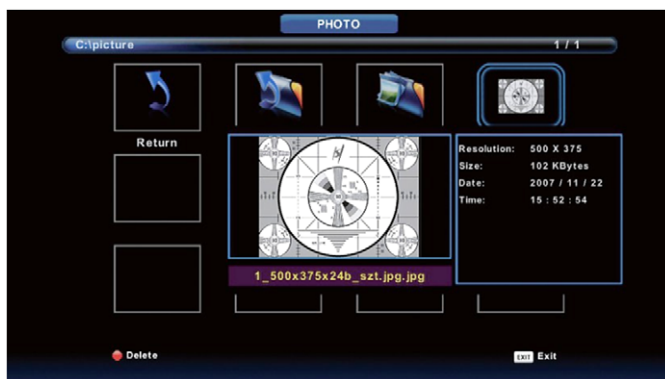 PHOTO
C:\picture
1 / 1
Return
Resolution: 500 X 375
Size: 102 KBytes
Date: 2007 / 11 / 22
Time: 15 : 52 : 54
1_500x375x24b_szt.jpg.jpg
Delete
EXIT Exit